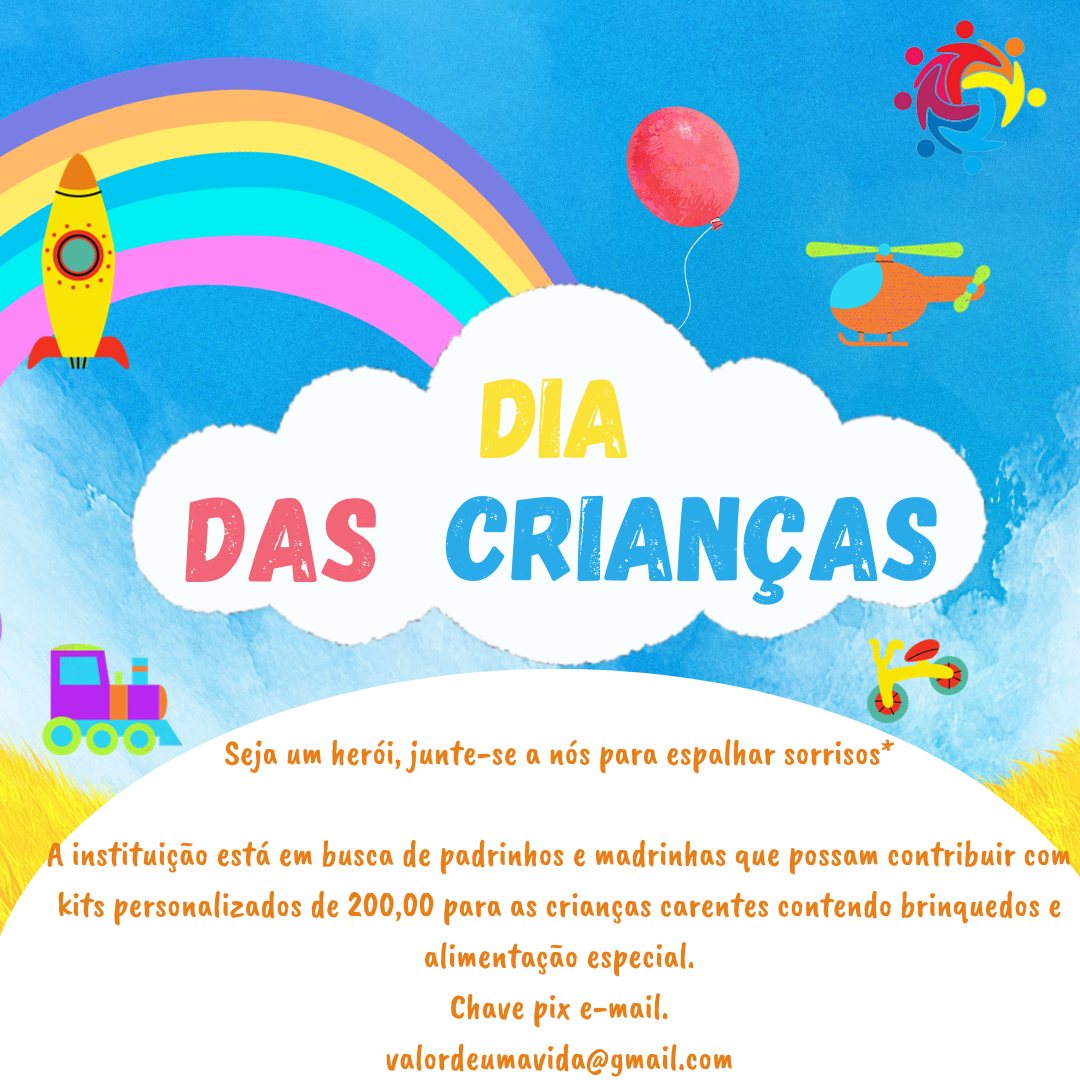 DIA
DAS CRIANÇAS
Seja um herói, junte-se a nós para espalhar sorrisos*
A instituição está em busca de padrinhos e madrinhas que possam contribuir com
kits personalizados de 200,00 para as crianças carentes contendo brinquedos e
alimentação especial.
Chave pix e-mail.
valordeumavida@gmail.com